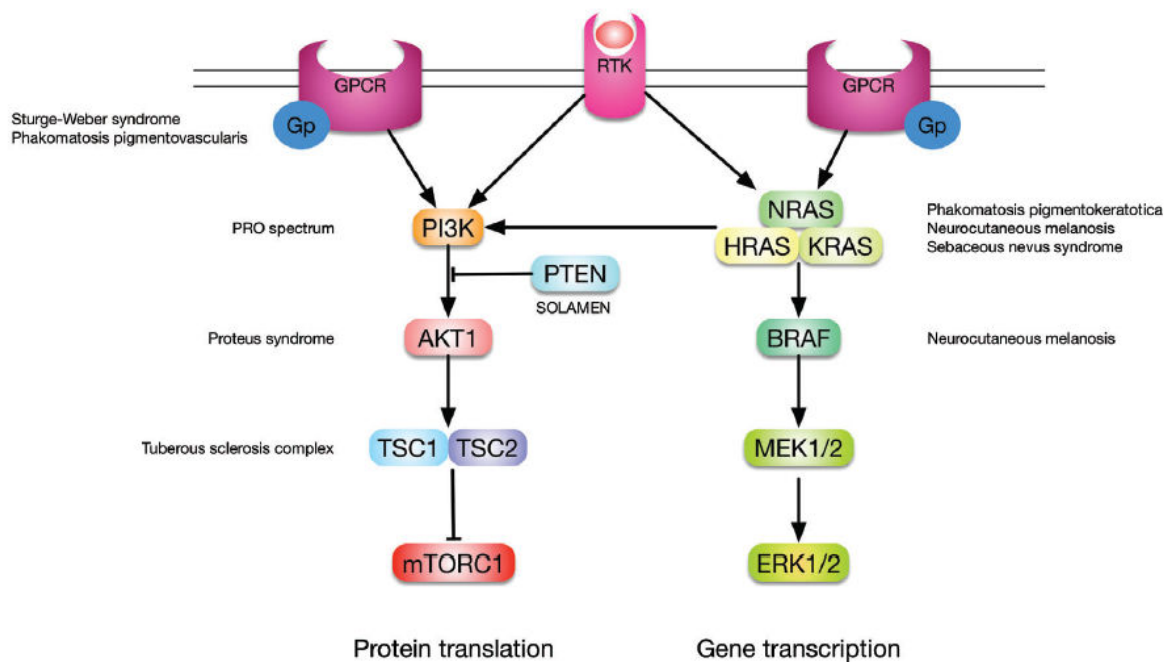 RTK
GPCR
GPCR
Gp
Gp
Sturge-Weber syndrome
Phakomatosis pigmentovascularis
PRO spectrum
PI3K
NRAS
HRAS
KRAS
Phakomatosis pigmentokeratotica
Neurocutaneous melanosis
Sebaceous nevus syndrome
PTEN
SOLAMEN
Proteus syndrome
AKT1
BRAF
Neurocutaneous melanosis
Tuberous sclerosis complex
TSC1
TSC2
MEK1/2
mTORC1
ERK1/2
Protein translation
Gene transcription